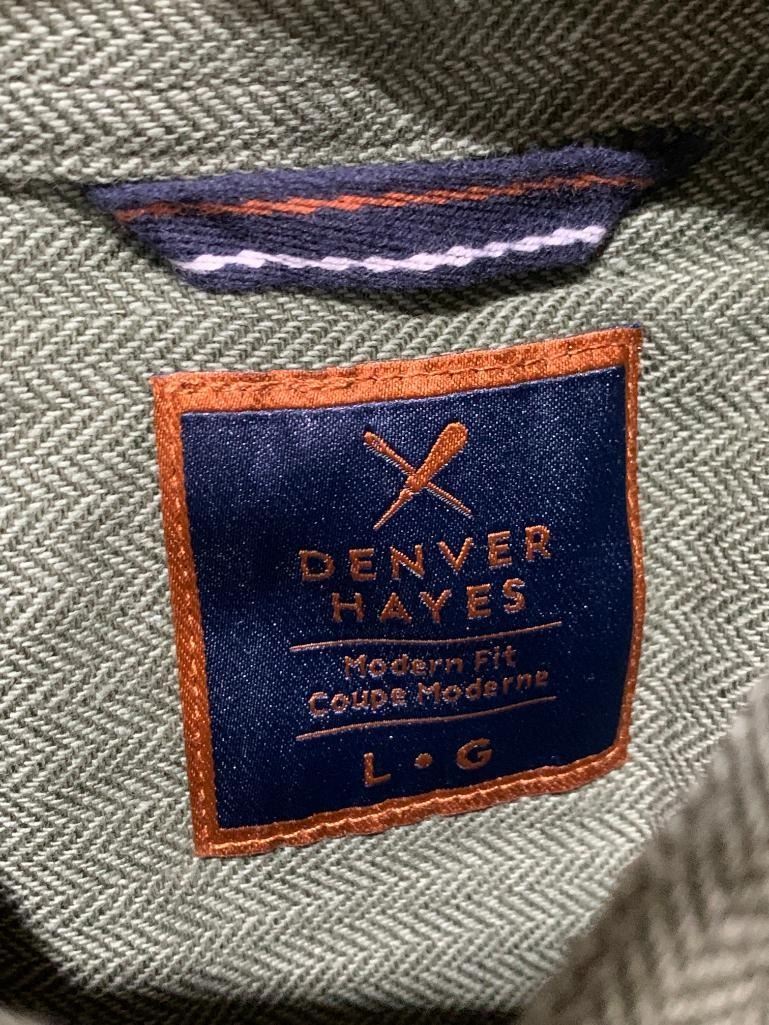 DENVER
HAYES
Modern Fit
Coupe Moderne
L • G